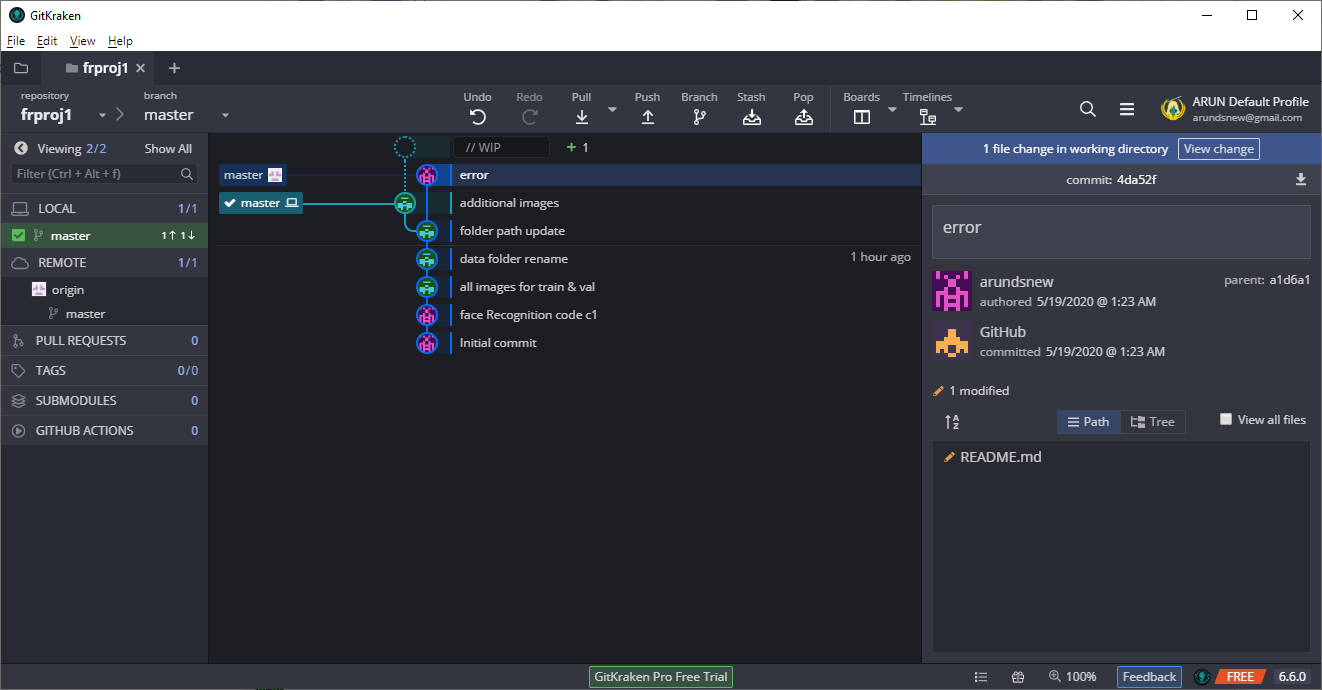 GitKraken
File Edit View Help
frproj1
repository
frproj1
branch
master
Undo Redo Pull Push Branch Stash Pop Boards Timelines
ARUN Default Profile
arundsnew@gmail.com
Viewing 2/2 Show All
Filter (Ctrl + Alt + f)
LOCAL 1/1
master 1↑ 1↓
REMOTE 1/1
origin
master
PULL REQUESTS 0
TAGS 0/0
SUBMODULES 0
GITHUB ACTIONS 0
// WIP + 1
master error
master additional images
folder path update
data folder rename 1 hour ago
all images for train & val
face Recognition code c1
Initial commit
1 file change in working directory View change
commit: 4da52f
error
arundsnew parent: a1d6a1
authored 5/19/2020 @ 1:23 AM
GitHub
committed 5/19/2020 @ 1:23 AM
1 modified
Path Tree View all files
README.md
GitKraken Pro Free Trial 100% Feedback FREE 6.6.0